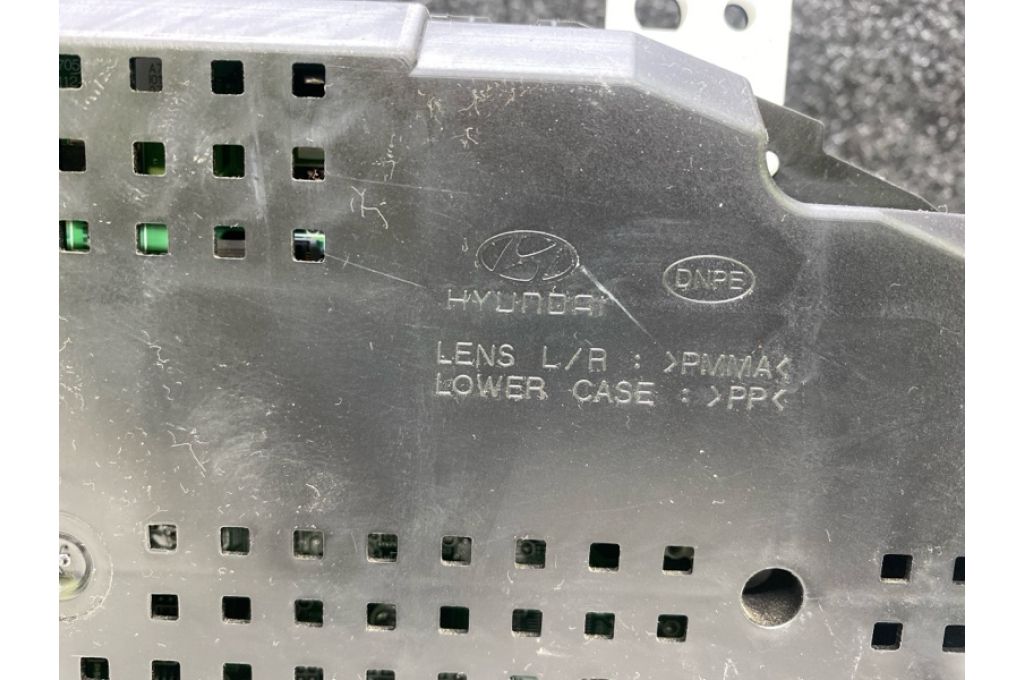 HYUNDAI
DNPE
LENS L/R : >PMMA<
LOWER CASE : >PP<